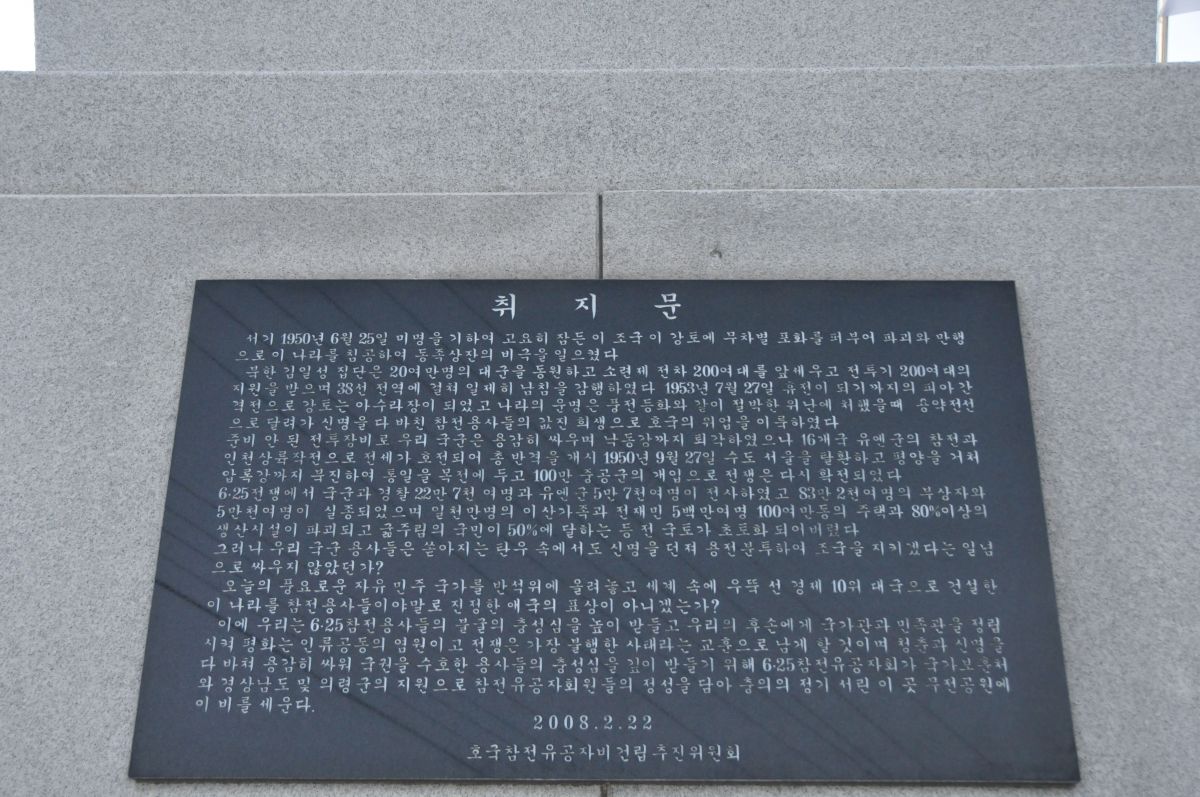 취 지 문
서기 1950년 6월 25일 미명을 기하여 고요히 잠든 이 조국 이 강토에 무차별 포화를 퍼부어 파괴와 만행
으로 이 나라를 침공하여 동족상잔의 비극을 일으켰다
북한 김일성 집단은 20여만명의 대군을 동원하고 소련제 전차 200여대를 앞세우고 전투기 200여대의
지원을 받으며 38선 전역에 걸쳐 일제히 남침을 감행하였다 1953년 7월 27일 휴전이 되기까지의 피아간
격전으로 강토는 아수라장이 되었고 나라의 운명은 풍전등화와 같이 절박한 위난에 처했을때 용약전선
으로 달려가 신명을 다 바친 참전용사들의 값진 희생으로 호국의 위업을 이룩하였다
준비 안 된 전투장비로 우리 국군은 용감히 싸우며 낙동강까지 퇴각하였으나 16개국 유엔군의 참전과
인천상륙작전으로 전세가 호전되어 총 반격을 개시 1950년 9월 27일 수도 서울을 탈환하고 평양을 거쳐
압록강까지 북진하여 통일을 목전에 두고 100만 중공군의 개입으로 전쟁은 다시 확전되었다
6·25전쟁에서 국군과 경찰 22만 7천 여명과 유엔군 5만 7천여명이 전사하였고 83만 2천여명의 부상자와
5만천여명이 실종되었으며 일천만명의 이산가족과 전재민 5백만여명 100여만동의 주택과 80%이상의
생산시설이 파괴되고 굶주림의 국민이 50%에 달하는 등 전 국토가 초토화 되어버렸다
그러나 우리 국군 용사들은 쏟아지는 탄우 속에서도 신명을 던져 용전분투하여 조국을 지키겠다는 일념
으로 싸우지 않았던가?
오늘의 풍요로운 자유 민주 국가를 반석위에 올려놓고 세계 속에 우뚝 선 경제 10위 대국으로 건설한
이 나라를 참전용사들이야말로 진정한 애국의 표상이 아니겠는가?
이에 우리는 6·25참전용사들의 불굴의 충성심을 높이 받들고 우리의 후손에게 국가관과 민족관을 정립
시켜 평화는 인류공동의 염원이고 전쟁은 가장 불행한 사태라는 교훈으로 남게 할 것이며 청춘과 신명을
다 바쳐 용감히 싸워 국권을 수호한 용사들의 충성심을 깊이 받들기 위해 6·25참전유공자회가 국가보훈처
와 경상남도 및 의령군의 지원으로 참전유공자회원들의 정성을 담아 충의의 정기 서린 이 곳 무전공원에
이 비를 세운다.
2008.2.22
호국참전유공자비건립추진위원회